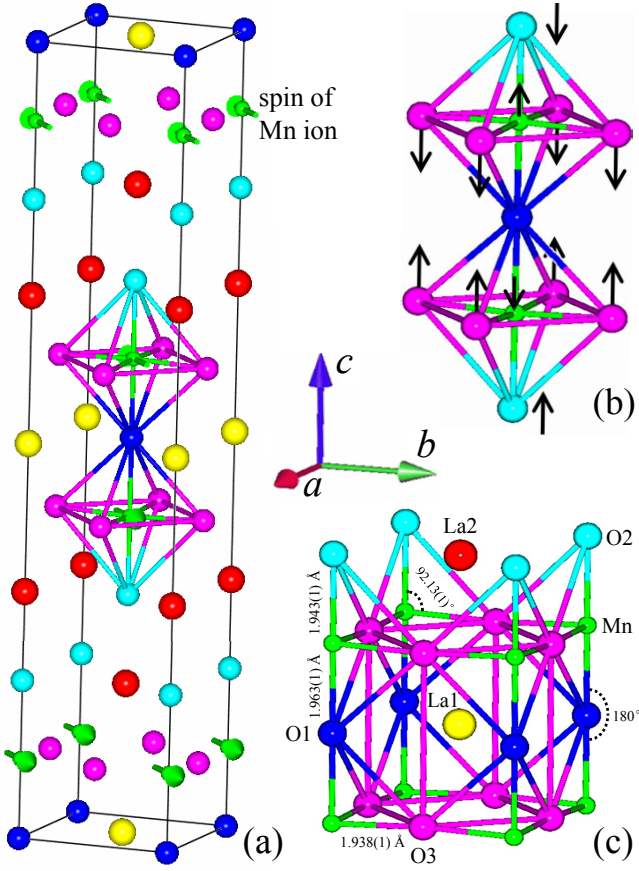 spin of
Mn ion
(a)
c
b
a
(b)
La2
O2
92.13(1)°
1.943(1) Å
Mn
1.963(1) Å
La1
O1
180°
1.938(1) Å
O3
(c)